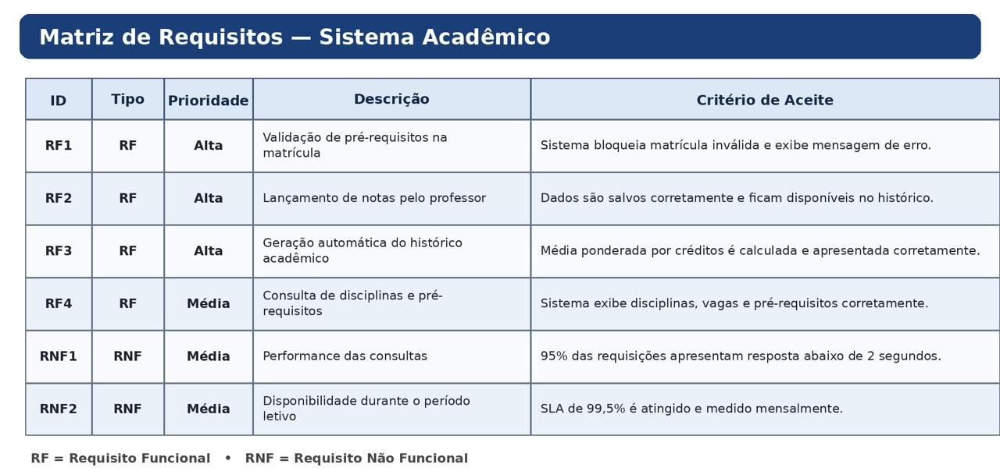 Matriz de Requisitos — Sistema Acadêmico
ID Tipo Prioridade Descrição Critério de Aceite
RF1 RF Alta Validação de pré-requisitos na
matrícula Sistema bloqueia matrícula inválida e exibe mensagem de erro.
RF2 RF Alta Lançamento de notas pelo professor Dados são salvos corretamente e ficam disponíveis no histórico.
RF3 RF Alta Geração automática do histórico
acadêmico Média ponderada por créditos é calculada e apresentada corretamente.
RF4 RF Média Consulta de disciplinas e pré-
requisitos Sistema exibe disciplinas, vagas e pré-requisitos corretamente.
RNF1 RNF Média Performance das consultas 95% das requisições apresentam resposta abaixo de 2 segundos.
RNF2 RNF Média Disponibilidade durante o período
letivo SLA de 99,5% é atingido e medido mensalmente.
RF = Requisito Funcional • RNF = Requisito Não Funcional